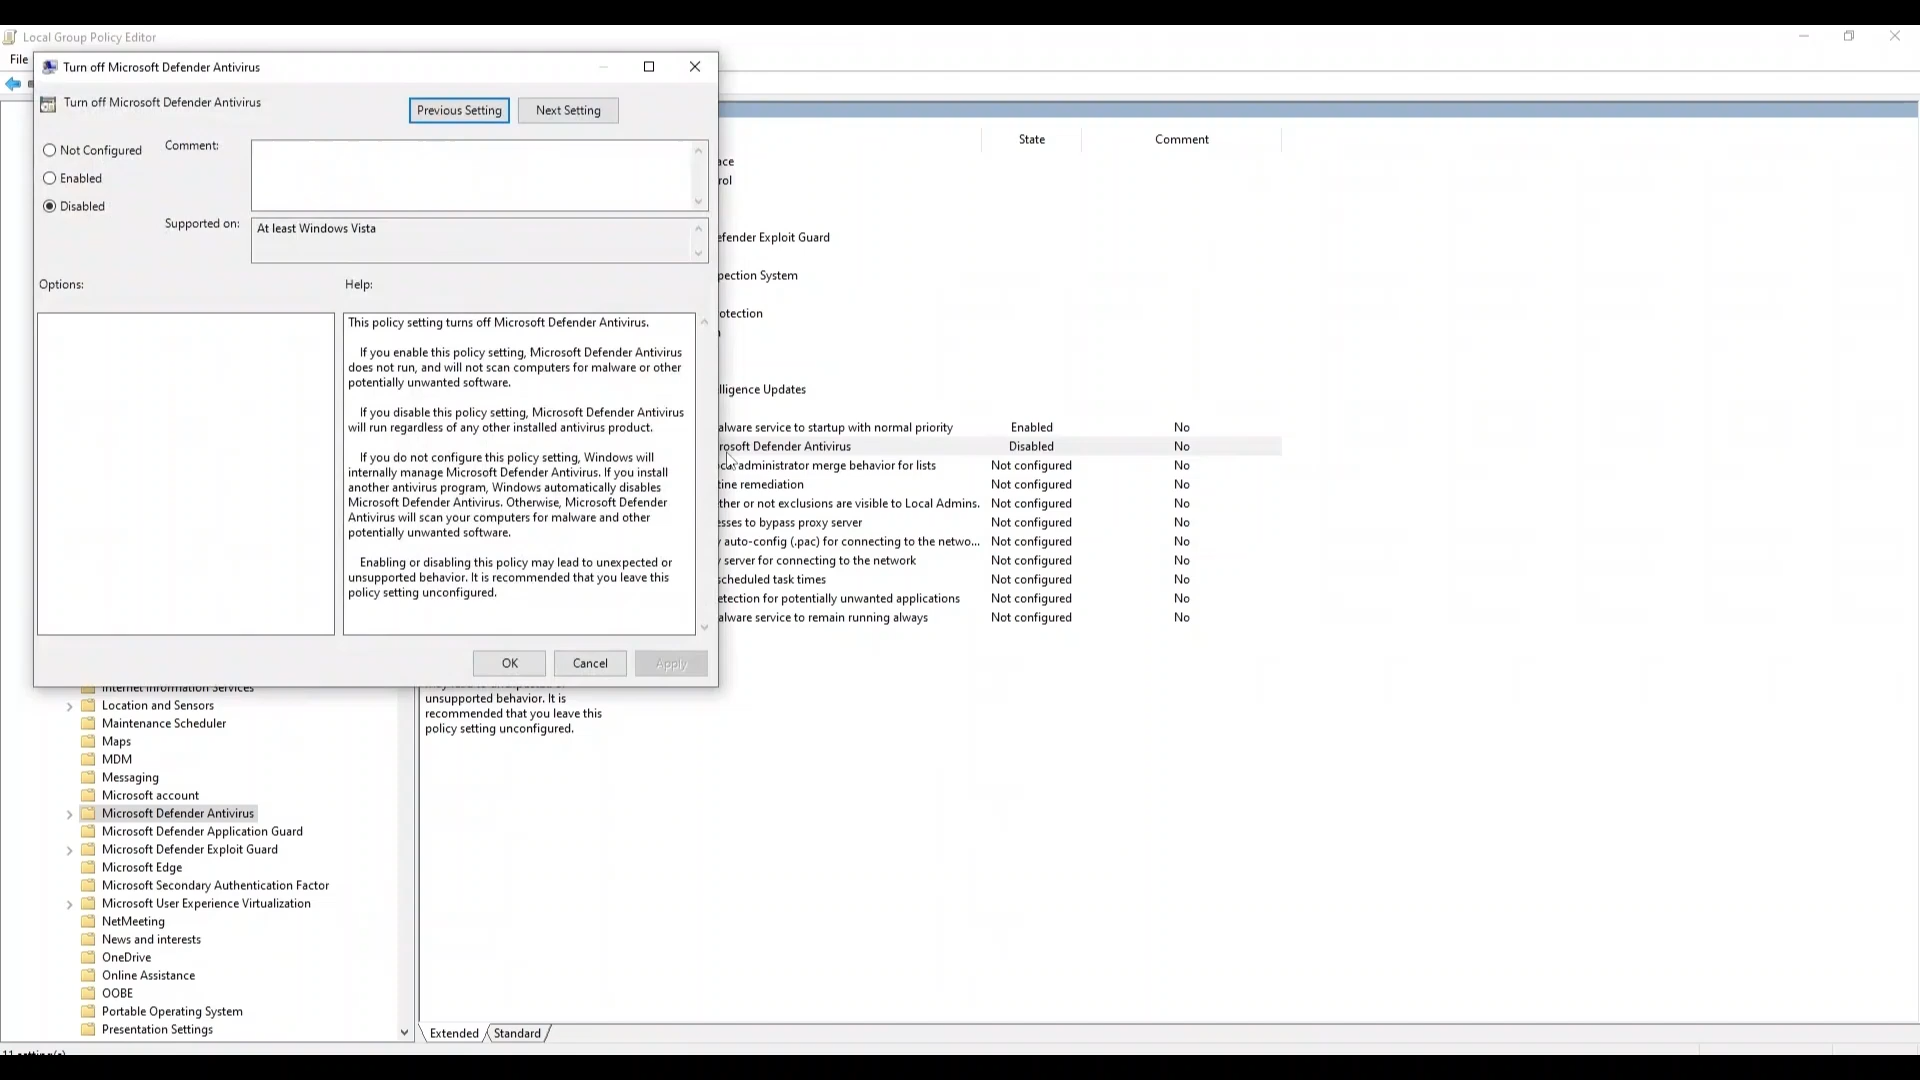 Local Group Policy Editor
File
Turn off Microsoft Defender Antivirus
Turn off Microsoft Defender Antivirus
Previous Setting
Next Setting
Not Configured
Enabled
Disabled
Comment:
Supported on:
At least Windows Vista
Options:
Help:
This policy setting turns off Microsoft Defender Antivirus.
If you enable this policy setting, Microsoft Defender Antivirus
does not run, and will not scan computers for malware or other
potentially unwanted software.
If you disable this policy setting, Microsoft Defender Antivirus
will run regardless of any other installed antivirus product.
If you do not configure this policy setting, Windows will
internally manage Microsoft Defender Antivirus. If you install
another antivirus program, Windows automatically disables
Microsoft Defender Antivirus. Otherwise, Microsoft Defender
Antivirus will scan your computers for malware and other
potentially unwanted software.
Enabling or disabling this policy may lead to unexpected or
unsupported behavior. It is recommended that you leave this
policy setting unconfigured.
OK
Cancel
Apply
State Comment
ace
rol
efender Exploit Guard
pection System
otection
lligence Updates
alware service to startup with normal priority Enabled No
rosoft Defender Antivirus Disabled No
administrator merge behavior for lists Not configured No
tine remediation Not configured No
ther or not exclusions are visible to Local Admins. Not configured No
esses to bypass proxy server Not configured No
auto-config (.pac) for connecting to the netwo... Not configured No
server for connecting to the network Not configured No
scheduled task times Not configured No
etection for potentially unwanted applications Not configured No
alware service to remain running always Not configured No
unsupported behavior. It is
recommended that you leave this
policy setting unconfigured.
Internet Information Services
Location and Sensors
Maintenance Scheduler
Maps
MDM
Messaging
Microsoft account
Microsoft Defender Antivirus
Microsoft Defender Application Guard
Microsoft Defender Exploit Guard
Microsoft Edge
Microsoft Secondary Authentication Factor
Microsoft User Experience Virtualization
NetMeeting
News and interests
OneDrive
Online Assistance
OOBE
Portable Operating System
Presentation Settings
Extended
Standard
11 setting(s)